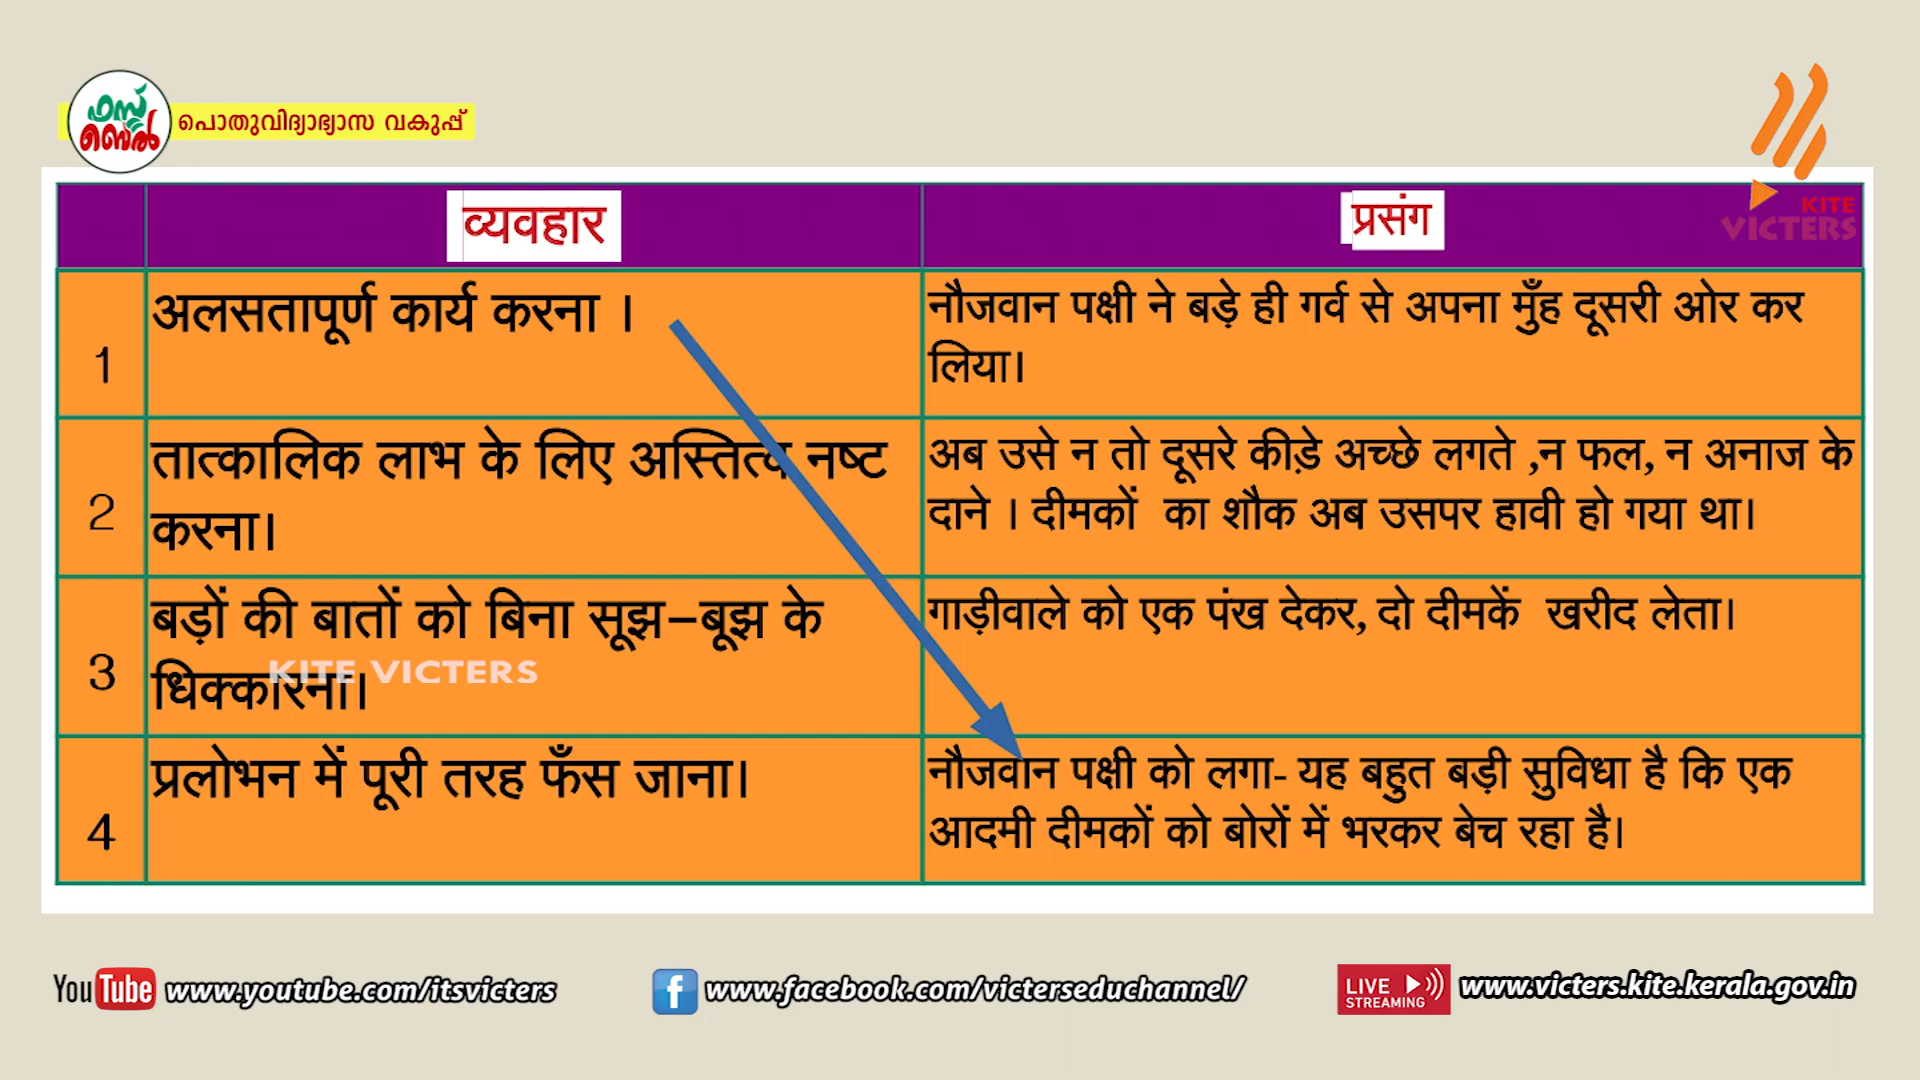 ഫസ്റ്റ്
ബെൽ
പൊതുവിദ്യാഭ്യാസ വകുപ്പ്
KITE
VICTERS
व्यवहार
प्रसंग
1
अलसतापूर्ण कार्य करना ।
नौजवान पक्षी ने बड़े ही गर्व से अपना मुँह दूसरी ओर कर
लिया।
2
तात्कालिक लाभ के लिए अस्तित्व नष्ट
करना।
अब उसे न तो दूसरे कीड़े अच्छे लगते ,न फल, न अनाज के
दाने । दीमकों का शौक अब उसपर हावी हो गया था।
3
बड़ों की बातों को बिना सूझ–बूझ के
धिक्कारना।
KITE VICTERS
गाड़ीवाले को एक पंख देकर, दो दीमकें खरीद लेता।
4
प्रलोभन में पूरी तरह फँस जाना।
नौजवान पक्षी को लगा- यह बहुत बड़ी सुविधा है कि एक
आदमी दीमकों को बोरों में भरकर बेच रहा है।
YouTube www.youtube.com/itsvicters
f www.facebook.com/victerseduchannel/
LIVE
STREAMING
www.victers.kite.kerala.gov.in